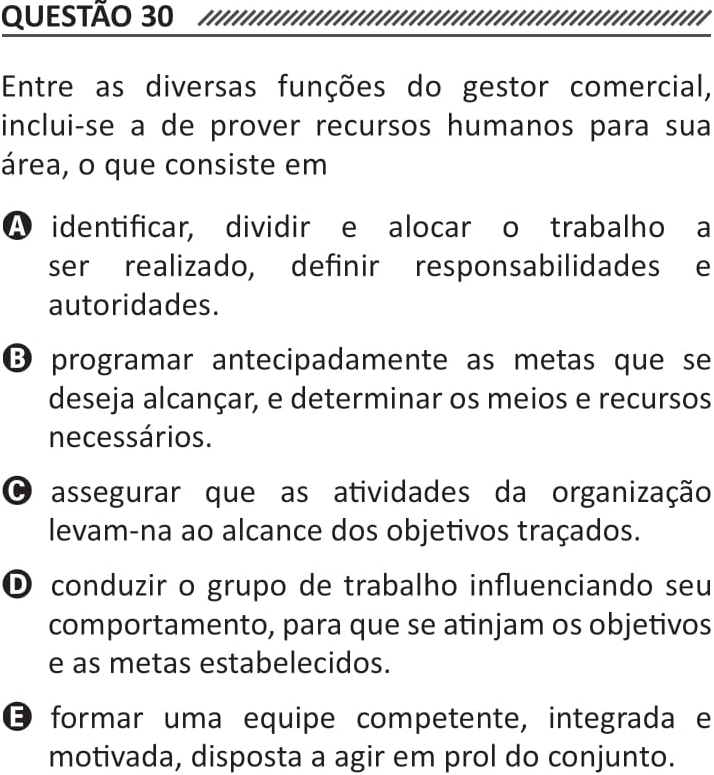 QUESTÃO 30
Entre as diversas funções do gestor comercial,
inclui-se a de prover recursos humanos para sua
área, o que consiste em
A identificar, dividir e alocar o trabalho a
ser realizado, definir responsabilidades e
autoridades.
B programar antecipadamente as metas que se
deseja alcançar, e determinar os meios e recursos
necessários.
C assegurar que as atividades da organização
levam-na ao alcance dos objetivos traçados.
D conduzir o grupo de trabalho influenciando seu
comportamento, para que se atinjam os objetivos
e as metas estabelecidos.
E formar uma equipe competente, integrada e
motivada, disposta a agir em prol do conjunto.